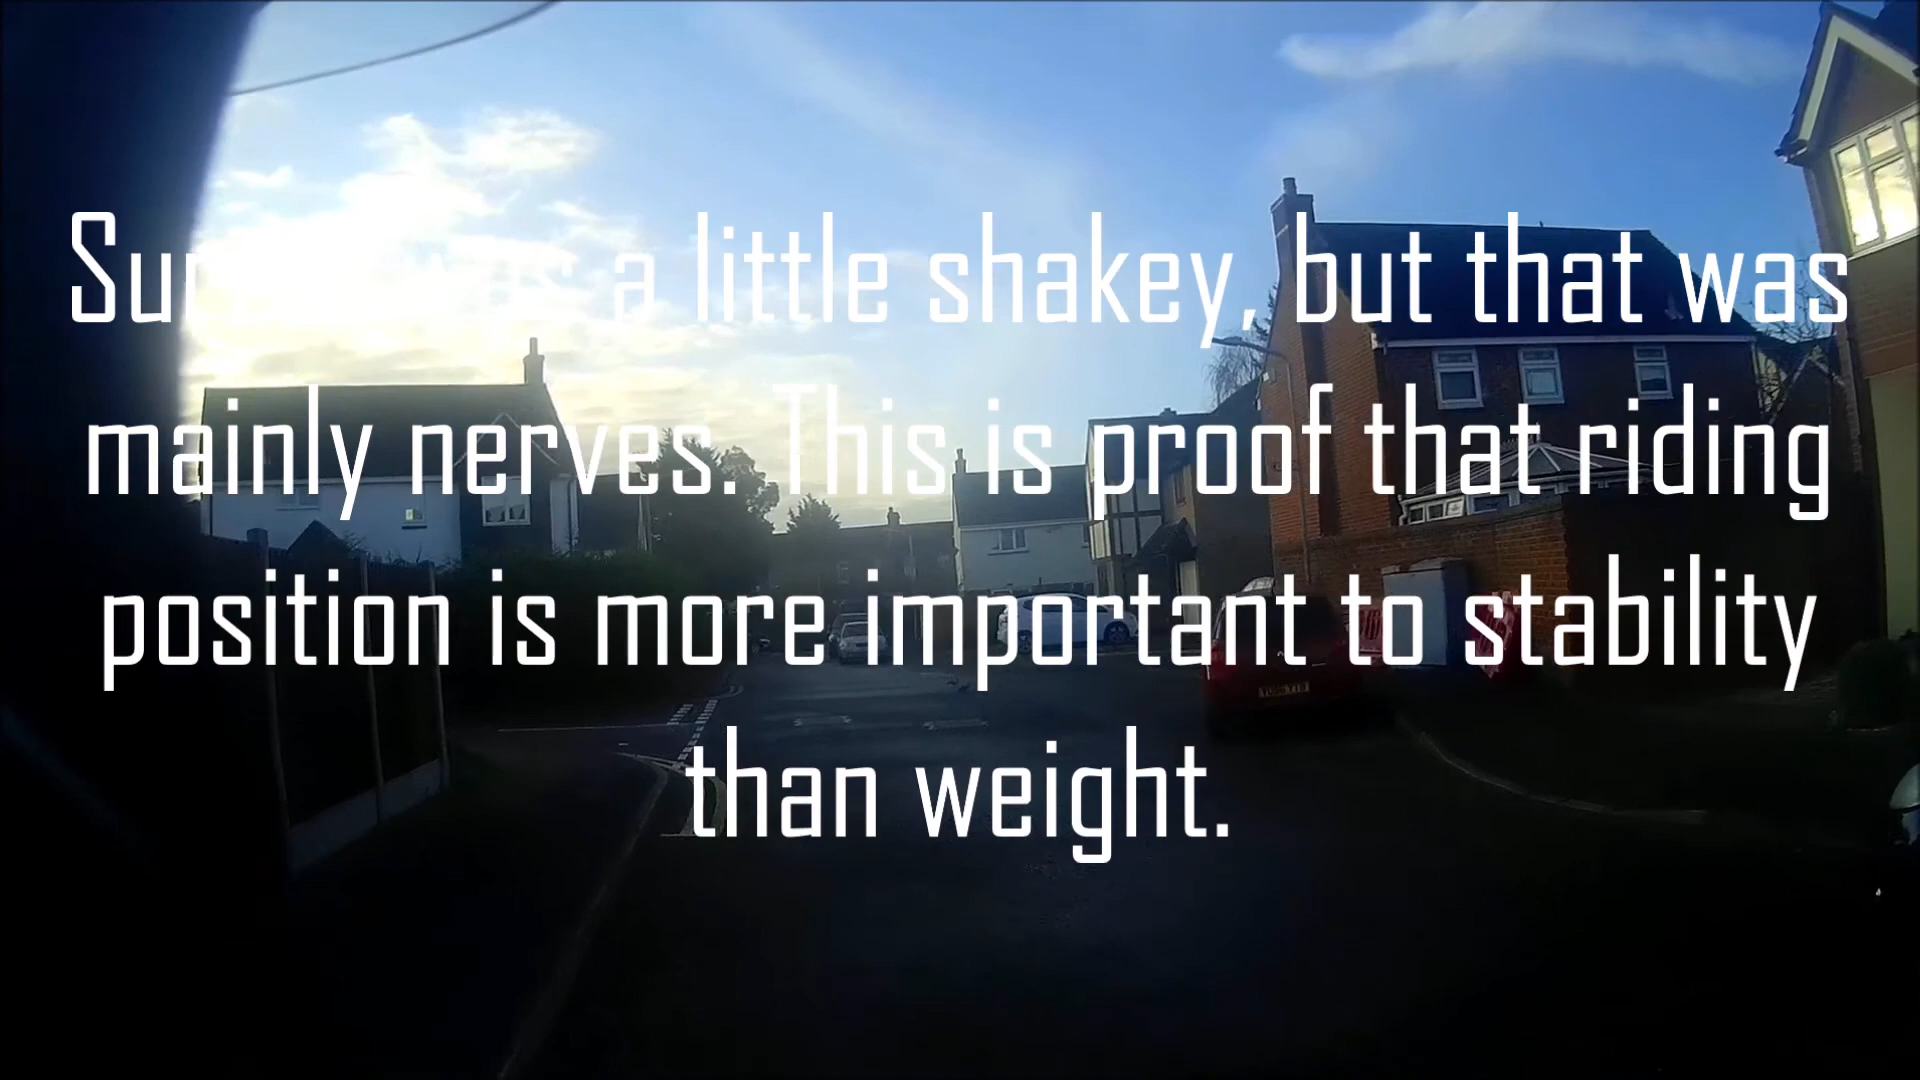 a little shakey, but that was
mainly nerves. This is proof that riding
position is more important to stability
than weight.